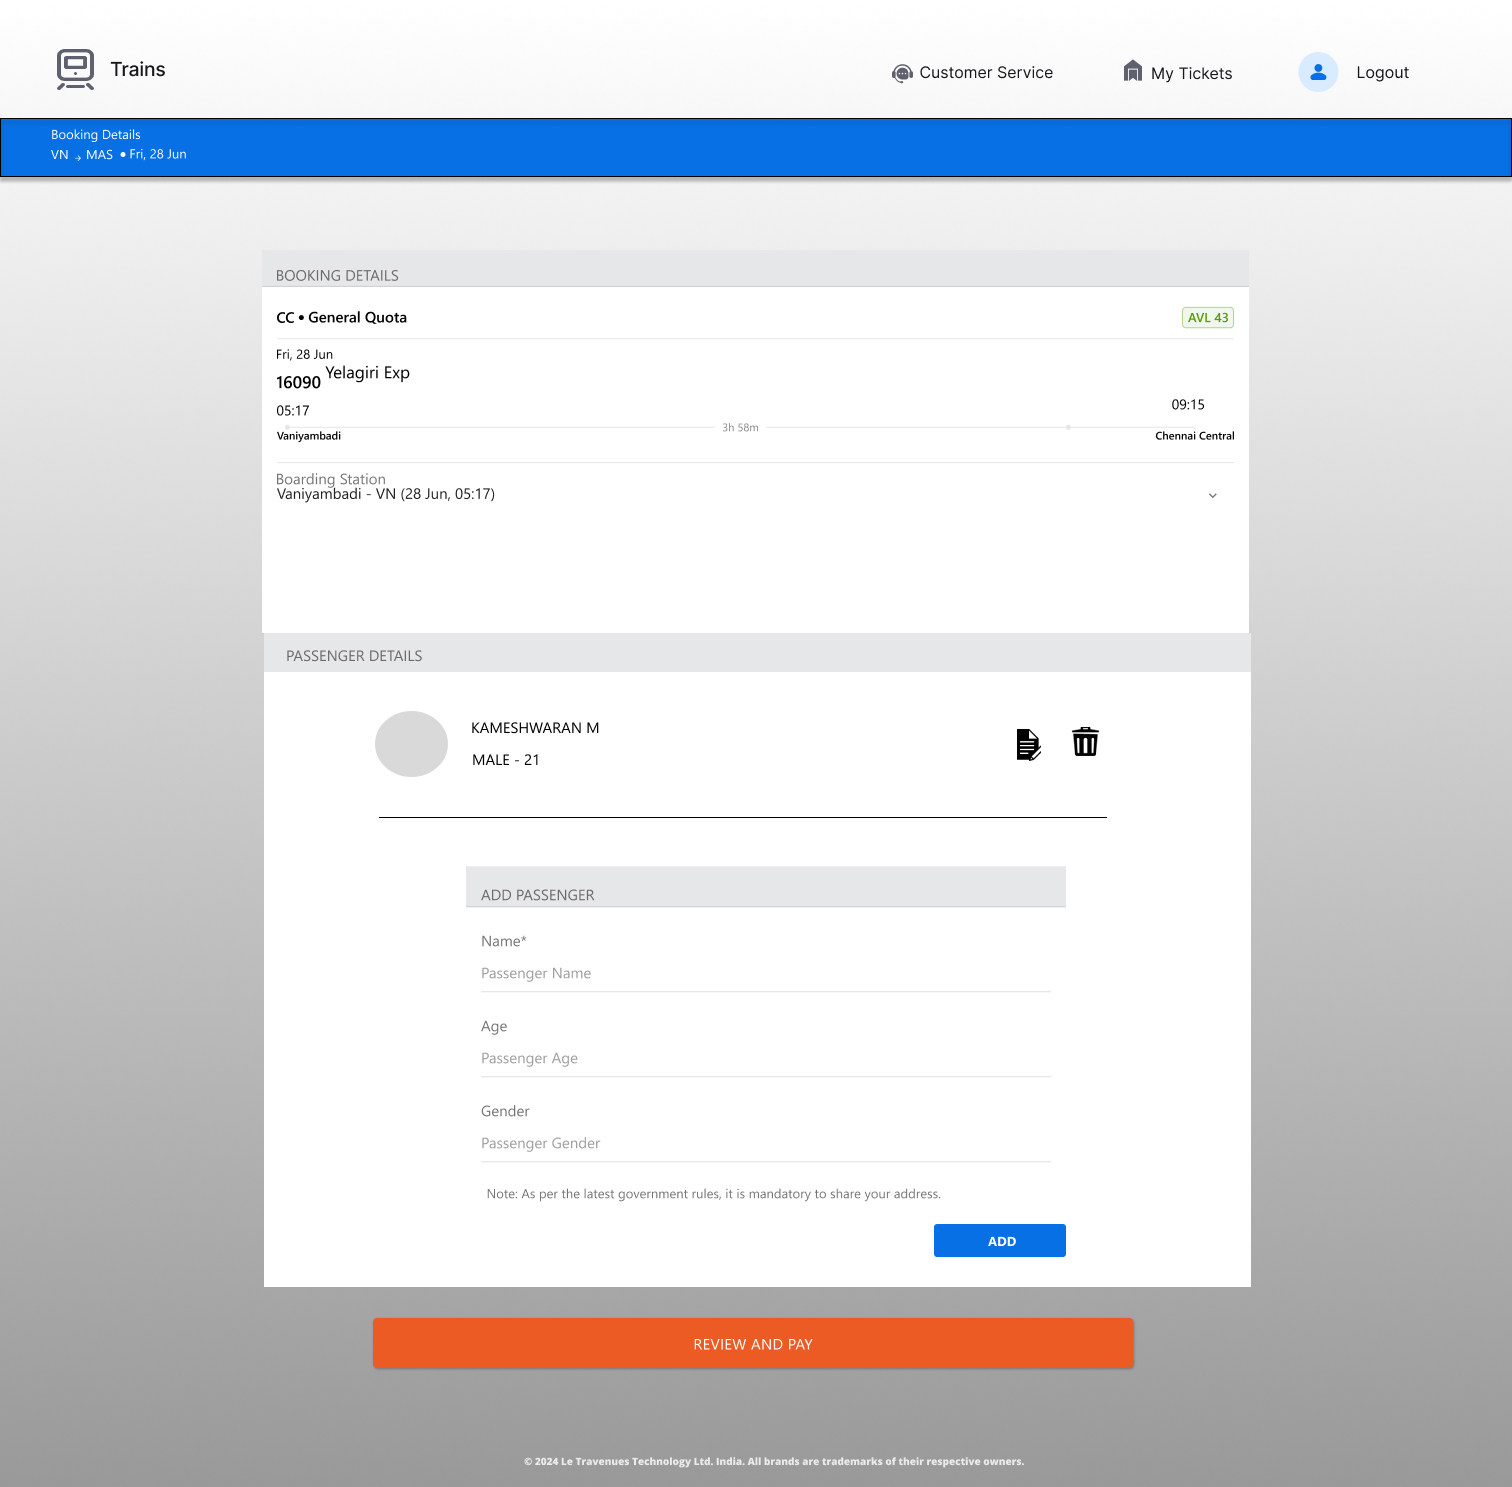 Trains
Customer Service
My Tickets
Logout
Booking Details
VN → MAS • Fri, 28 Jun
BOOKING DETAILS
CC • General Quota
AVL 43
Fri, 28 Jun
16090 Yelagiri Exp
05:17
09:15
3h 58m
Vaniyambadi
Chennai Central
Boarding Station
Vaniyambadi - VN (28 Jun, 05:17)
PASSENGER DETAILS
KAMESHWARAN M
MALE - 21
ADD PASSENGER
Name*
Passenger Name
Age
Passenger Age
Gender
Passenger Gender
Note: As per the latest government rules, it is mandatory to share your address.
ADD
REVIEW AND PAY
© 2024 Le Travenues Technology Ltd. India. All brands are trademarks of their respective owners.